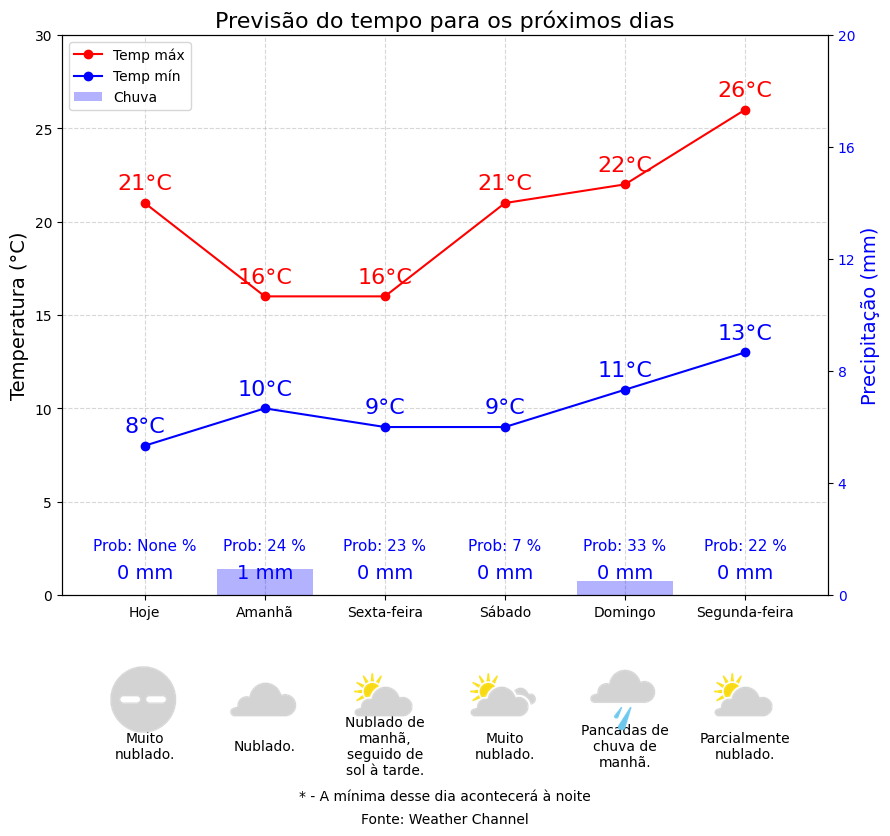 Previsão do tempo para os próximos dias
Temp máx
Temp mín
Chuva
Temperatura (°C)
Precipitação (mm)
30
25
20
15
10
5
0
20
16
12
8
4
0
21°C 16°C 16°C 21°C 22°C 26°C
8°C 10°C 9°C 9°C 11°C 13°C
Prob: None % Prob: 24 % Prob: 23 % Prob: 7 % Prob: 33 % Prob: 22 %
0 mm 1 mm 0 mm 0 mm 0 mm 0 mm
Hoje Amanhã Sexta-feira Sábado Domingo Segunda-feira
Muito
nublado.
Nublado.
Nublado de
manhã,
seguido de
sol à tarde.
Muito
nublado.
Pancadas de
chuva de
manhã.
Parcialmente
nublado.
* - A mínima desse dia acontecerá à noite
Fonte: Weather Channel